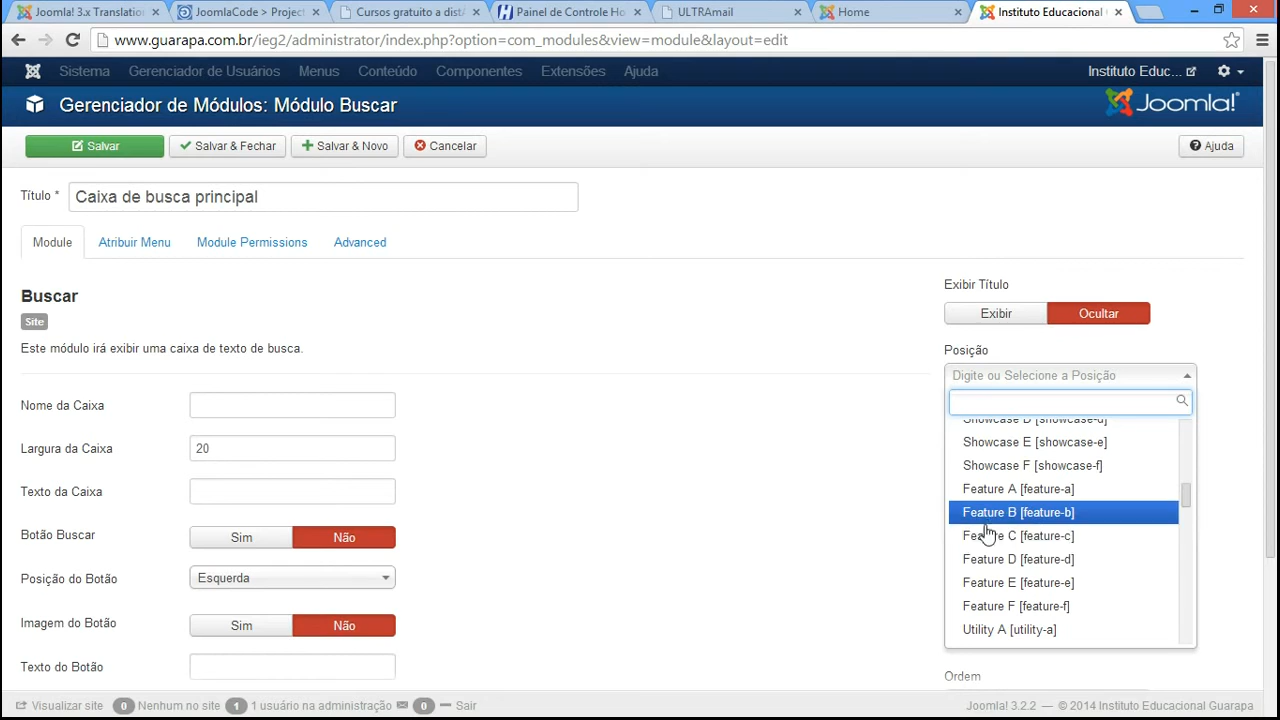 Joomla! 3.x Translation
JoomlaCode > Project
Cursos gratuito a dist
Painel de Controle Ho
ULTRAmail
Home
Instituto Educacional
www.guarapa.com.br/ieg2/administrator/index.php?option=com_modules&view=module&layout=edit
Sistema Gerenciador de Usuários Menus Conteúdo Componentes Extensões Ajuda Instituto Educ...
Gerenciador de Módulos: Módulo Buscar Joomla!
Salvar Salvar & Fechar Salvar & Novo Cancelar Ajuda
Título * Caixa de busca principal
Module Atribuir Menu Module Permissions Advanced
Buscar
Site
Este módulo irá exibir uma caixa de texto de busca.
Nome da Caixa
Largura da Caixa 20
Texto da Caixa
Botão Buscar Sim Não
Posição do Botão Esquerda
Imagem do Botão Sim Não
Texto do Botão
Exibir Título
Exibir Ocultar
Posição
Digite ou Selecione a Posição
Showcase D [showcase-d]
Showcase E [showcase-e]
Showcase F [showcase-f]
Feature A [feature-a]
Feature B [feature-b]
Feature C [feature-c]
Feature D [feature-d]
Feature E [feature-e]
Feature F [feature-f]
Utility A [utility-a]
Ordem
Visualizar site 0 Nenhum no site 1 1 usuário na administração 0 Sair Joomla! 3.2.2 — © 2014 Instituto Educacional Guarapa